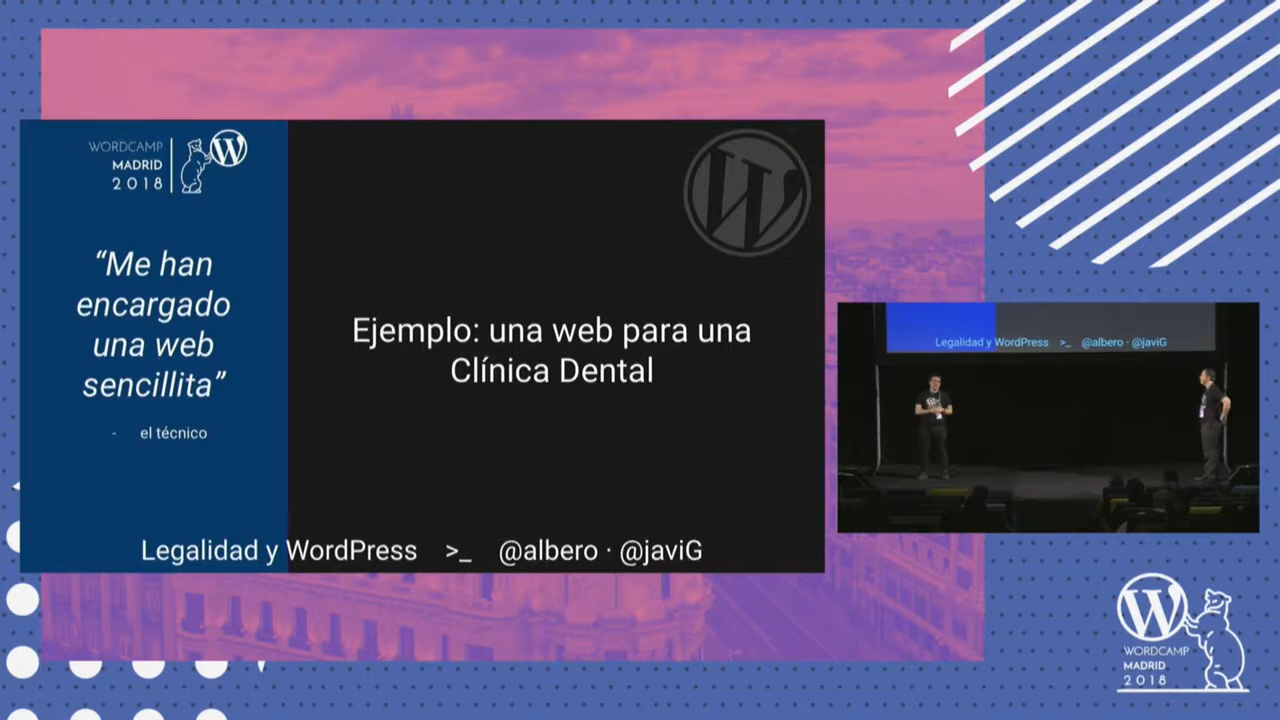 WORDCAMP
MADRID
2018
“Me han
encargado
una web
sencillita”
- el técnico
Ejemplo: una web para una
Clínica Dental
Legalidad y WordPress >_ @albero · @javiG
Legalidad y WordPress >_ @albero · @javiG
WORDCAMP
MADRID
2018